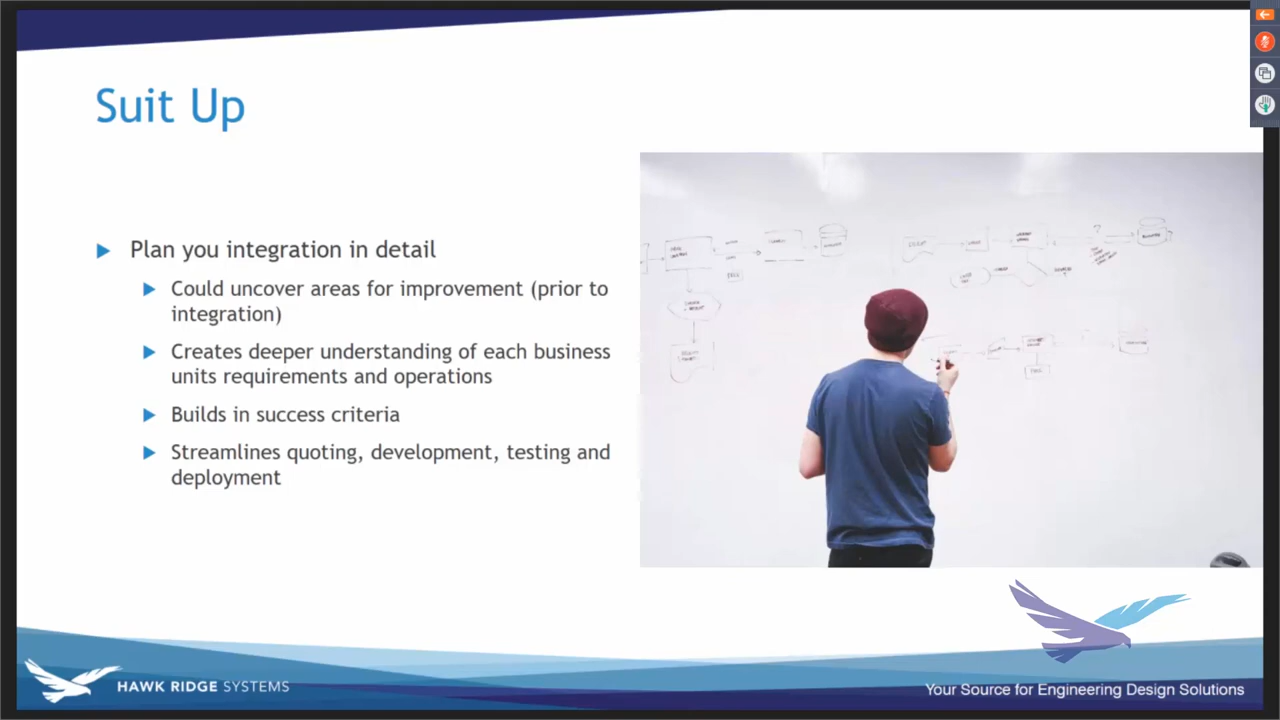 Suit Up
Plan you integration in detail
Could uncover areas for improvement (prior to
integration)
Creates deeper understanding of each business
units requirements and operations
Builds in success criteria
Streamlines quoting, development, testing and
deployment
HAWK RIDGE SYSTEMS
Your Source for Engineering Design Solutions